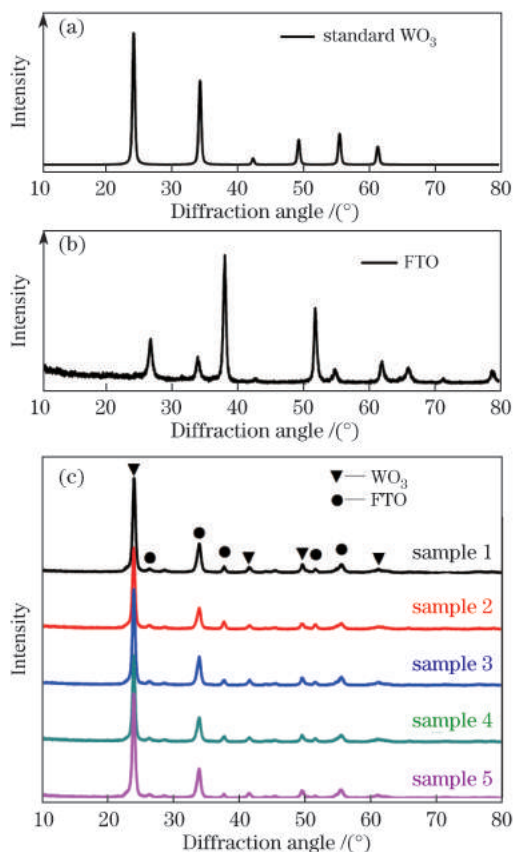 (a)
standard WO₃
Intensity
10 20 30 40 50 60 70 80
Diffraction angle /(°)
(b)
FTO
Intensity
10 20 30 40 50 60 70 80
Diffraction angle /(°)
(c)
▼— WO₃
●— FTO
sample 1
sample 2
sample 3
sample 4
sample 5
Intensity
10 20 30 40 50 60 70 80
Diffraction angle /(°)